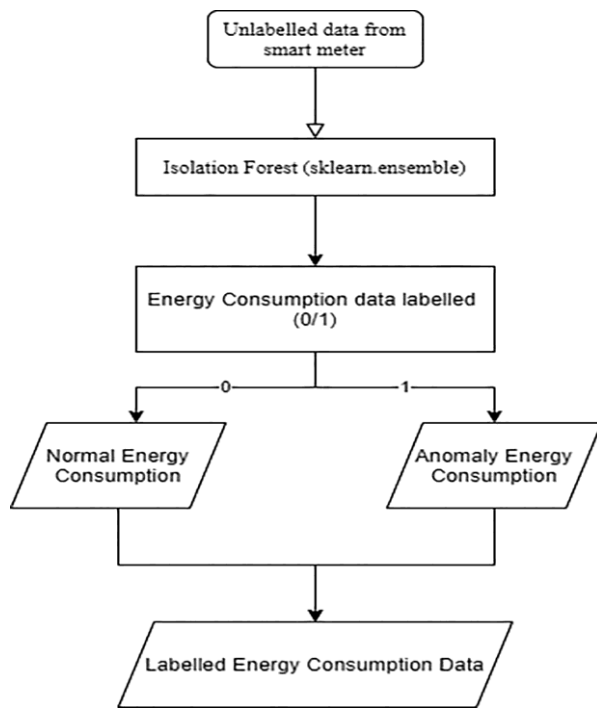 Unlabelled data from
smart meter
Isolation Forest (sklearn.ensemble)
Energy Consumption data labelled
(0/1)
0
1
Normal Energy
Consumption
Anomaly Energy
Consumption
Labelled Energy Consumption Data